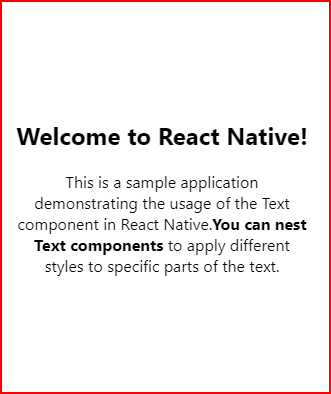 Welcome to React Native!
This is a sample application
demonstrating the usage of the Text
component in React Native.You can nest
Text components to apply different
styles to specific parts of the text.